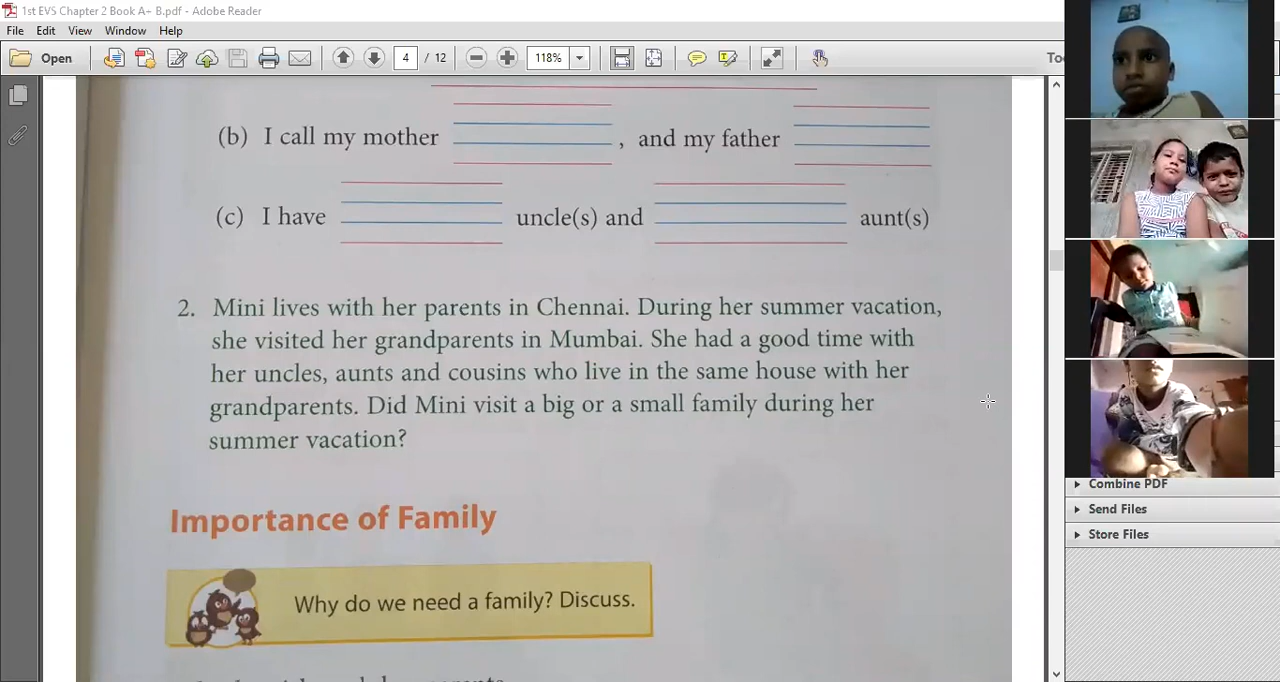 1st EVS Chapter 2 Book A+ B.pdf - Adobe Reader
File Edit View Window Help
Open 4 / 12 118%
(b) I call my mother , and my father
(c) I have uncle(s) and aunt(s)
2. Mini lives with her parents in Chennai. During her summer vacation,
she visited her grandparents in Mumbai. She had a good time with
her uncles, aunts and cousins who live in the same house with her
grandparents. Did Mini visit a big or a small family during her
summer vacation?
Importance of Family
Why do we need a family? Discuss.
Combine PDF
Send Files
Store Files